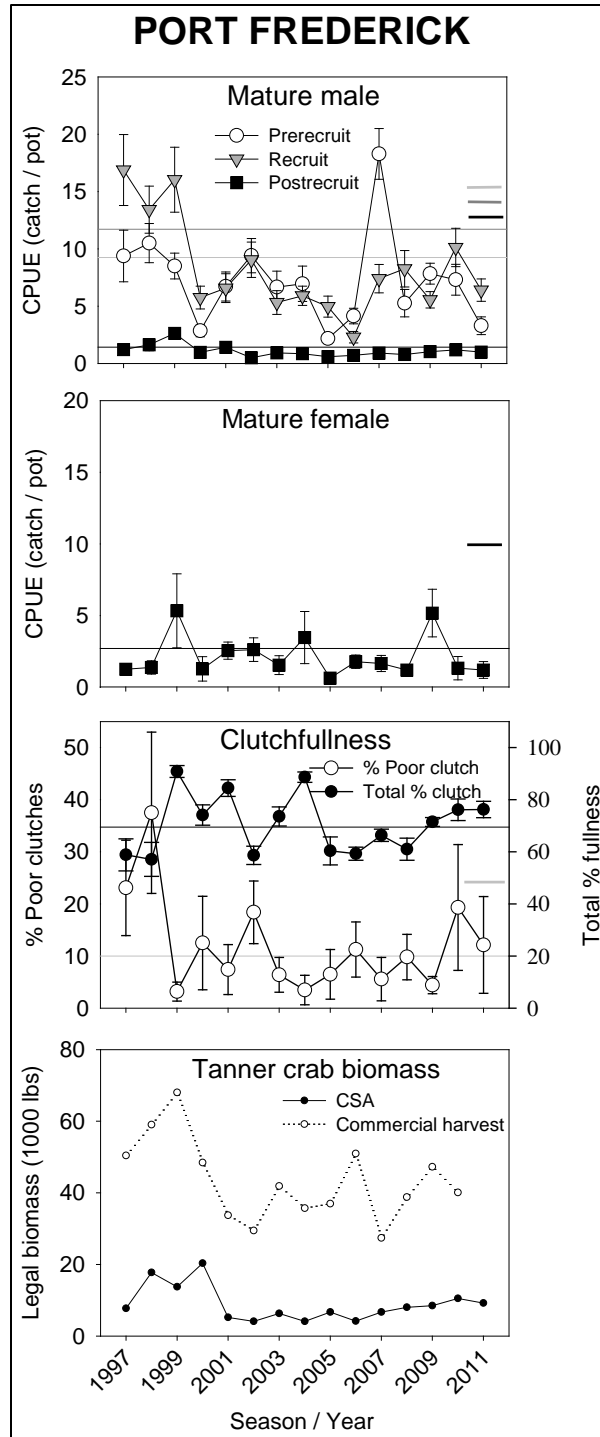 PORT FREDERICK
Mature male
Prerecruit
Recruit
Postrecruit
CPUE (catch / pot)
25
20
15
10
5
0
Mature female
CPUE (catch / pot)
20
15
10
5
0
Clutchfullness
% Poor clutch
Total % clutch
% Poor clutches
50
40
30
20
10
0
Total % fullness
100
80
60
40
20
0
Tanner crab biomass
CSA
Commercial harvest
Legal biomass (1000 lbs)
80
60
40
20
0
1997
1999
2001
2003
2005
2007
2009
2011
Season / Year